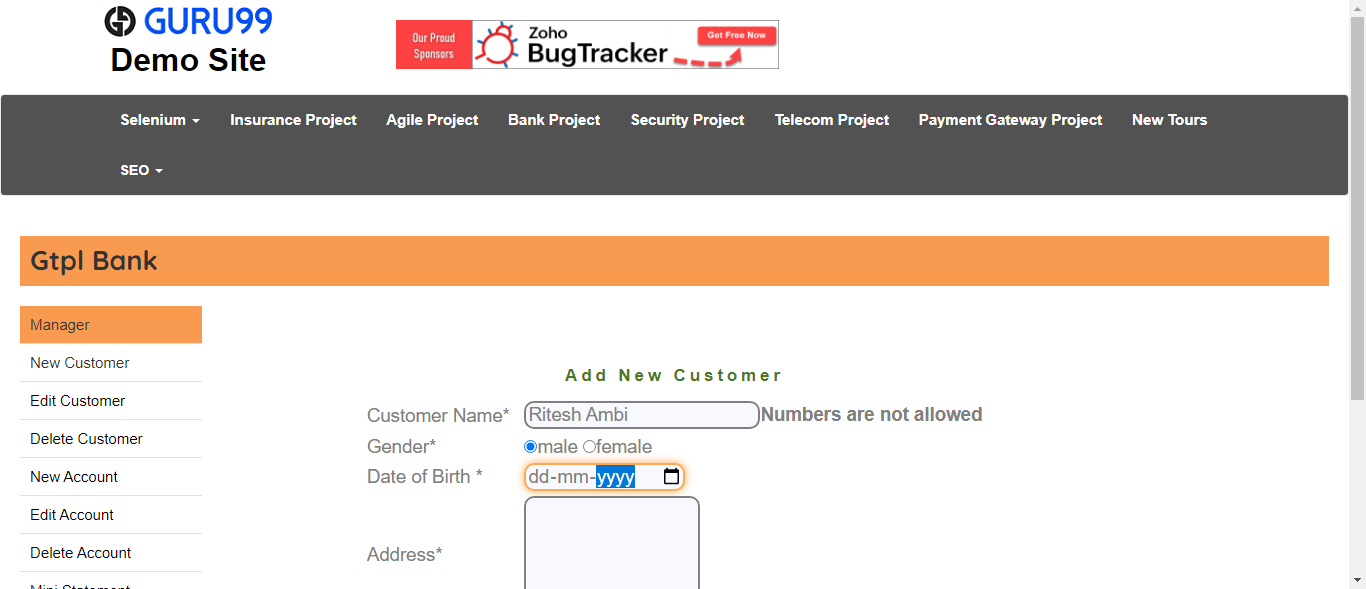 GURU99
Demo Site
Our Proud
Sponsors
Zoho
BugTracker
Get Free Now
Selenium
Insurance Project
Agile Project
Bank Project
Security Project
Telecom Project
Payment Gateway Project
New Tours
SEO
Gtpl Bank
Manager
New Customer
Edit Customer
Delete Customer
New Account
Edit Account
Delete Account
Mini Statement
Add New Customer
Customer Name* Ritesh Ambi Numbers are not allowed
Gender* male female
Date of Birth * dd-mm-yyyy
Address*